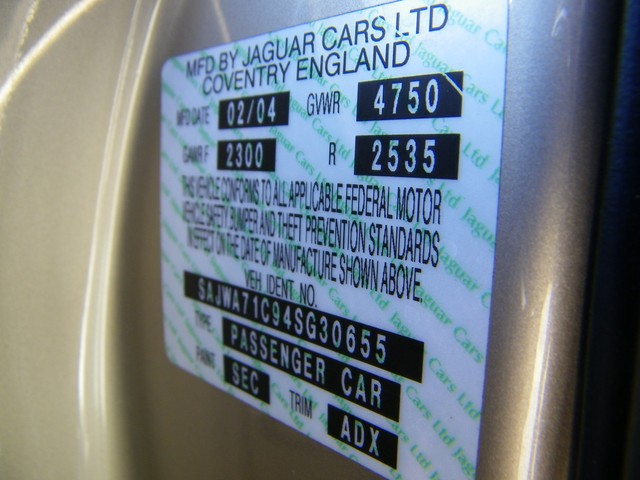 MFD BY JAGUAR CARS LTD
COVENTRY ENGLAND
MFD DATE 02/04 GVWR 4750
GAWR F 2300 R 2535
THIS VEHICLE CONFORMS TO ALL APPLICABLE FEDERAL MOTOR
VEHICLE SAFETY BUMPER AND THEFT PREVENTION STANDARDS
IN EFFECT ON THE DATE OF MANUFACTURE SHOWN ABOVE.
VEH IDENT NO.
SAJWA71C94SG30655
TYPE PASSENGER CAR
PAINT SEC TRIM ADX